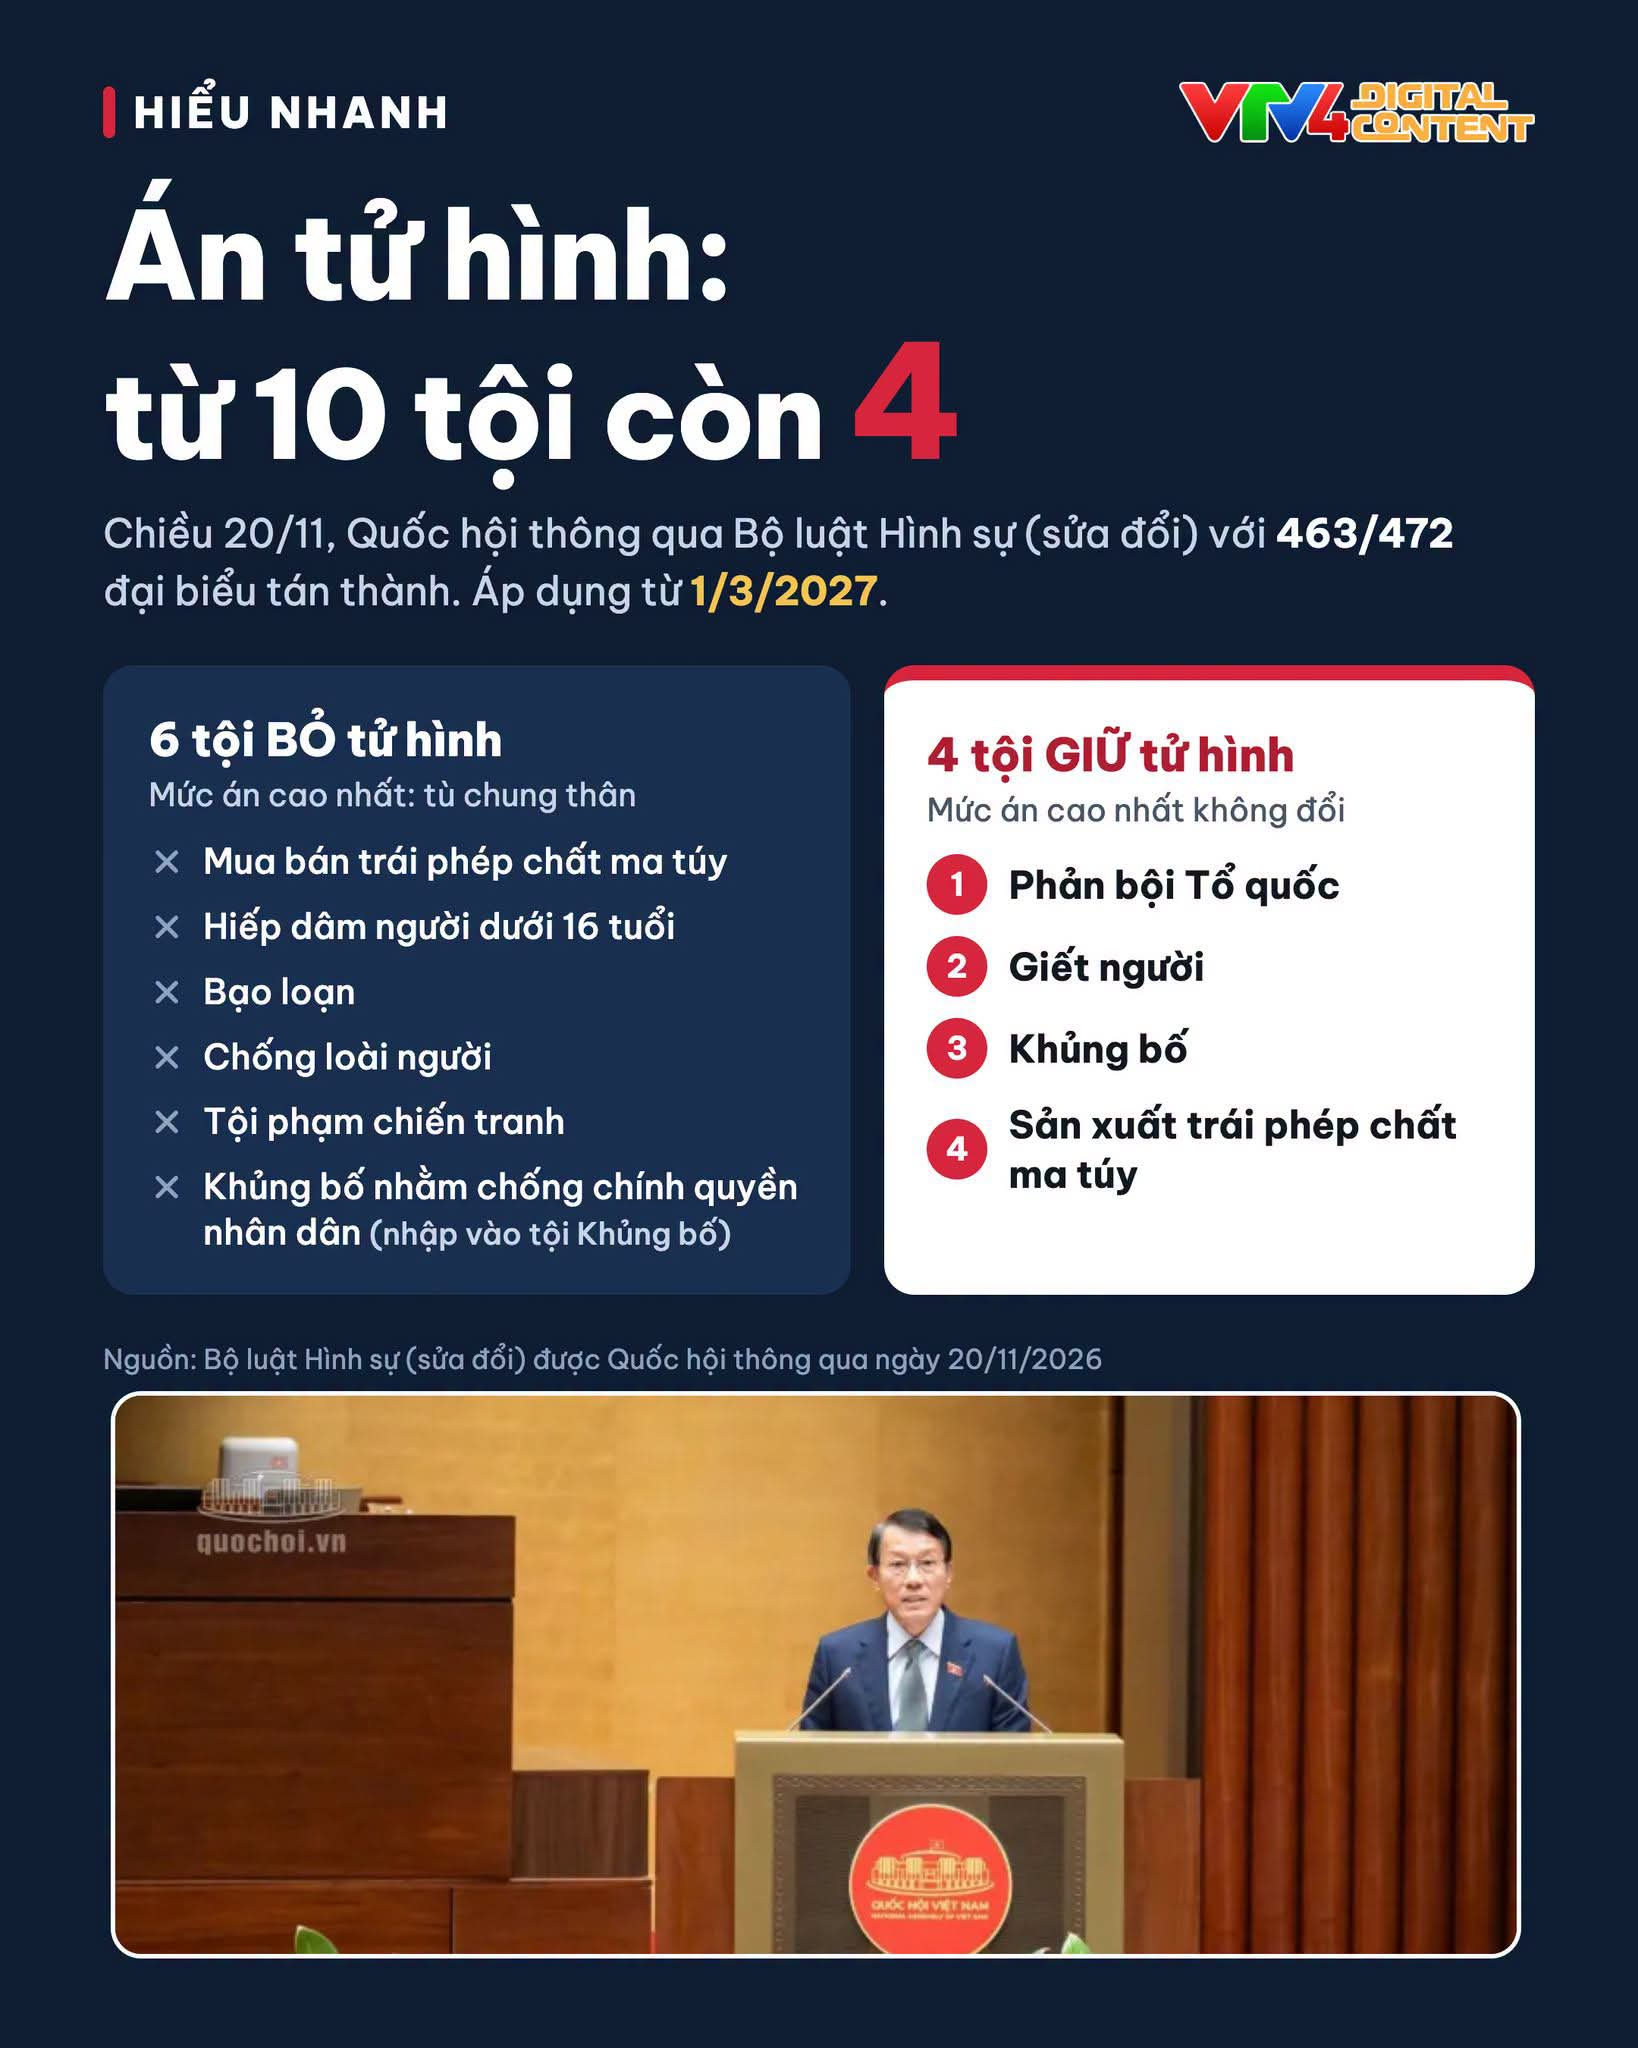 HIỂU NHANH
VTV4 DIGITAL CONTENT
Án tử hình:
từ 10 tội còn 4
Chiều 20/11, Quốc hội thông qua Bộ luật Hình sự (sửa đổi) với 463/472
đại biểu tán thành. Áp dụng từ 1/3/2027.
6 tội BỎ tử hình
Mức án cao nhất: tù chung thân
✕ Mua bán trái phép chất ma túy
✕ Hiếp dâm người dưới 16 tuổi
✕ Bạo loạn
✕ Chống loài người
✕ Tội phạm chiến tranh
✕ Khủng bố nhằm chống chính quyền
nhân dân (nhập vào tội Khủng bố)
4 tội GIỮ tử hình
Mức án cao nhất không đổi
1 Phản bội Tổ quốc
2 Giết người
3 Khủng bố
4 Sản xuất trái phép chất
ma túy
Nguồn: Bộ luật Hình sự (sửa đổi) được Quốc hội thông qua ngày 20/11/2026
quochoi.vn
QUỐC HỘI VIỆT NAM
NATIONAL ASSEMBLY OF VIET NAM